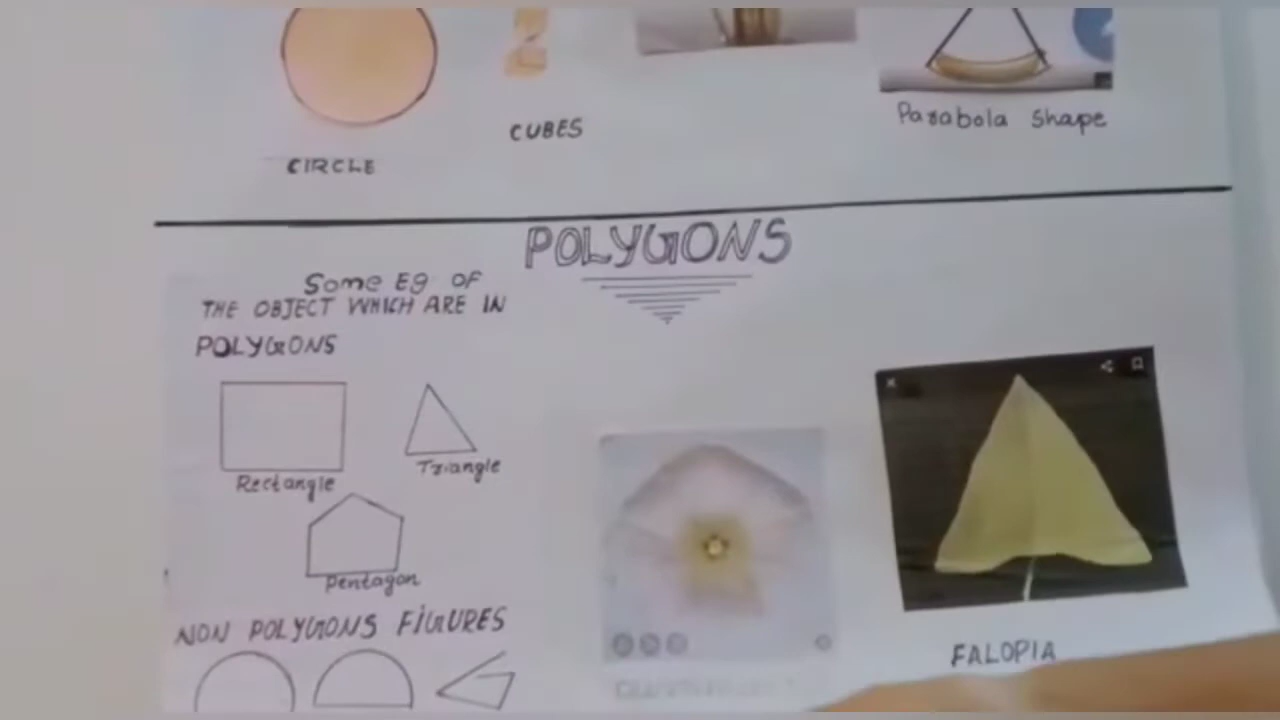 CIRCLE
CUBES
Parabola Shape
POLYGONS
Some Eg OF
THE OBJECT WHICH ARE IN
POLYGONS
Rectangle
Triangle
Pentagon
NON POLYGONS FIGURES
FALOPIA